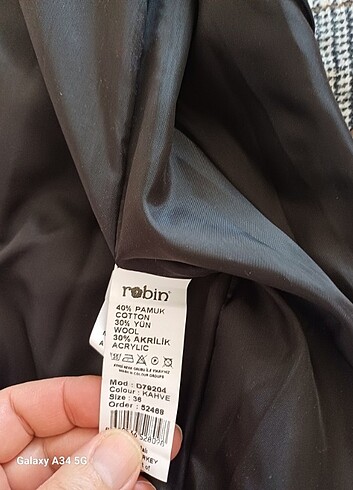 robin
40% PAMUK
COTTON
30% YÜN
WOOL
30% AKRİLİK
ACRYLIC
Mod : D79204
Colour : KAHVE
Size : 36
Order : 52468
Galaxy A34 5G